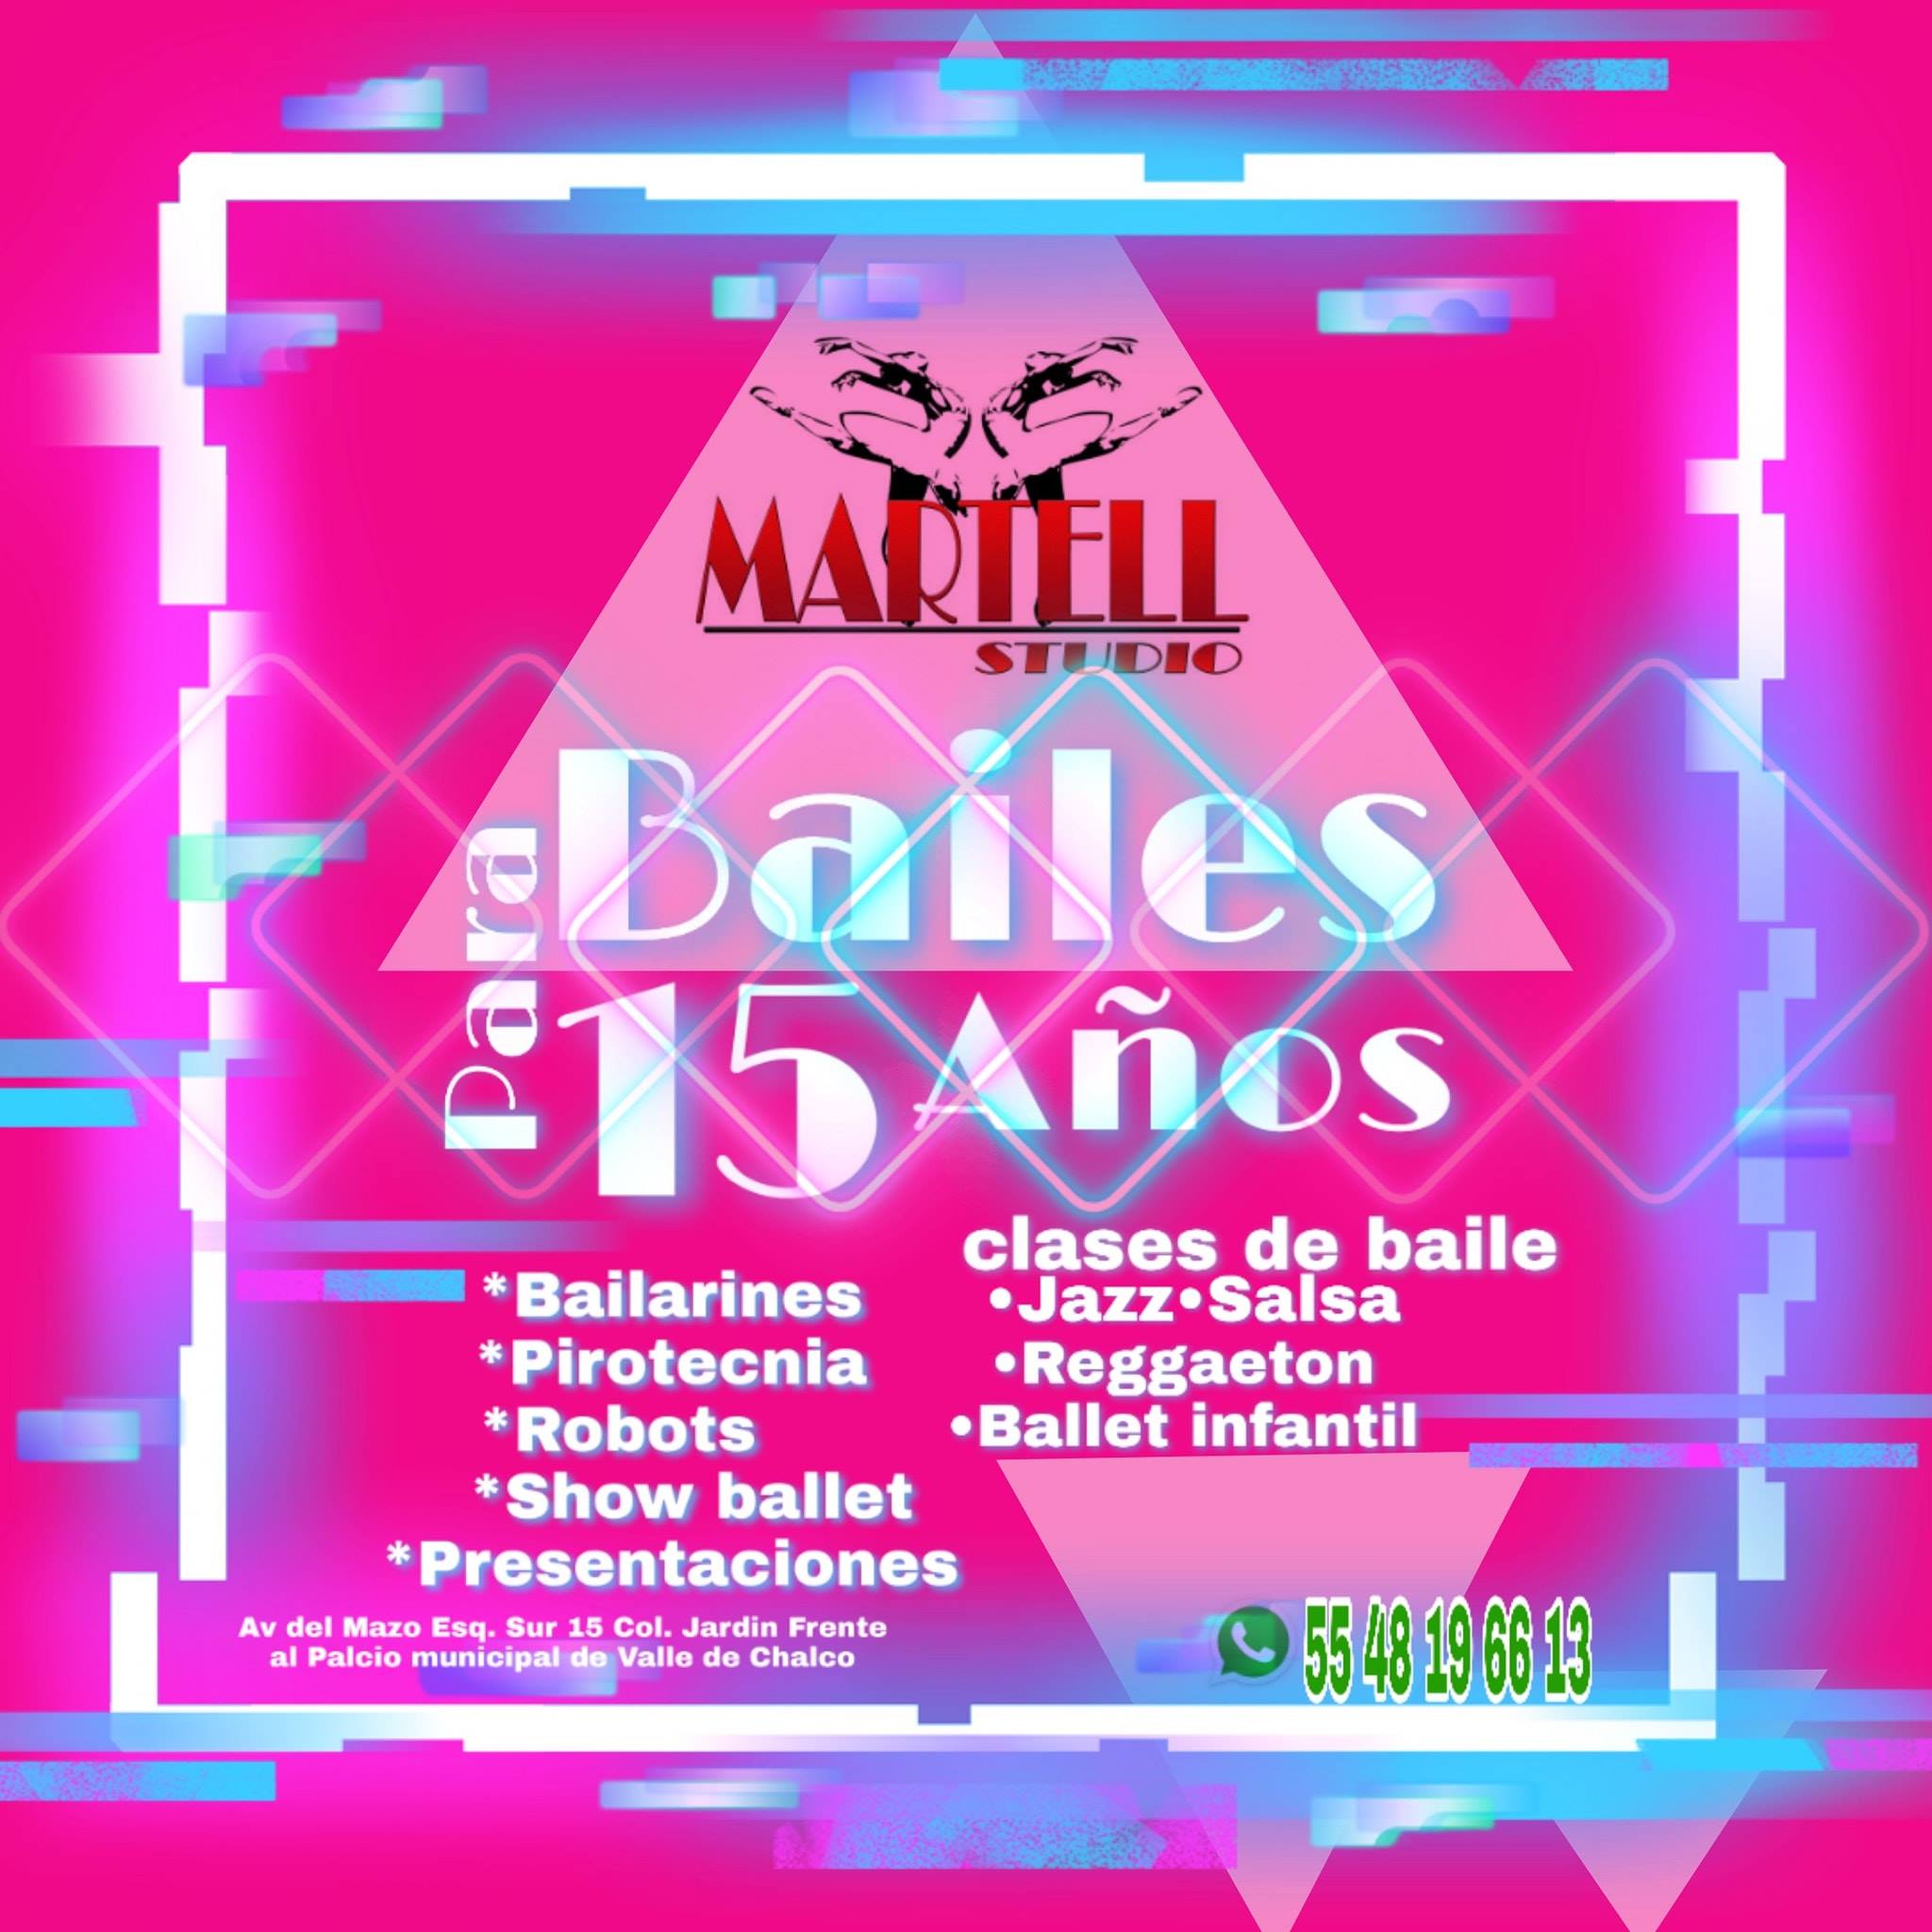 MARTELL
STUDIO
Bailes
Para
15 Años
*Bailarines
*Pirotecnia
*Robots
*Show ballet
*Presentaciones
clases de baile
•Jazz•Salsa
•Reggaeton
•Ballet infantil
Av del Mazo Esq. Sur 15 Col. Jardin Frente
al Palcio municipal de Valle de Chalco
55 48 19 66 13